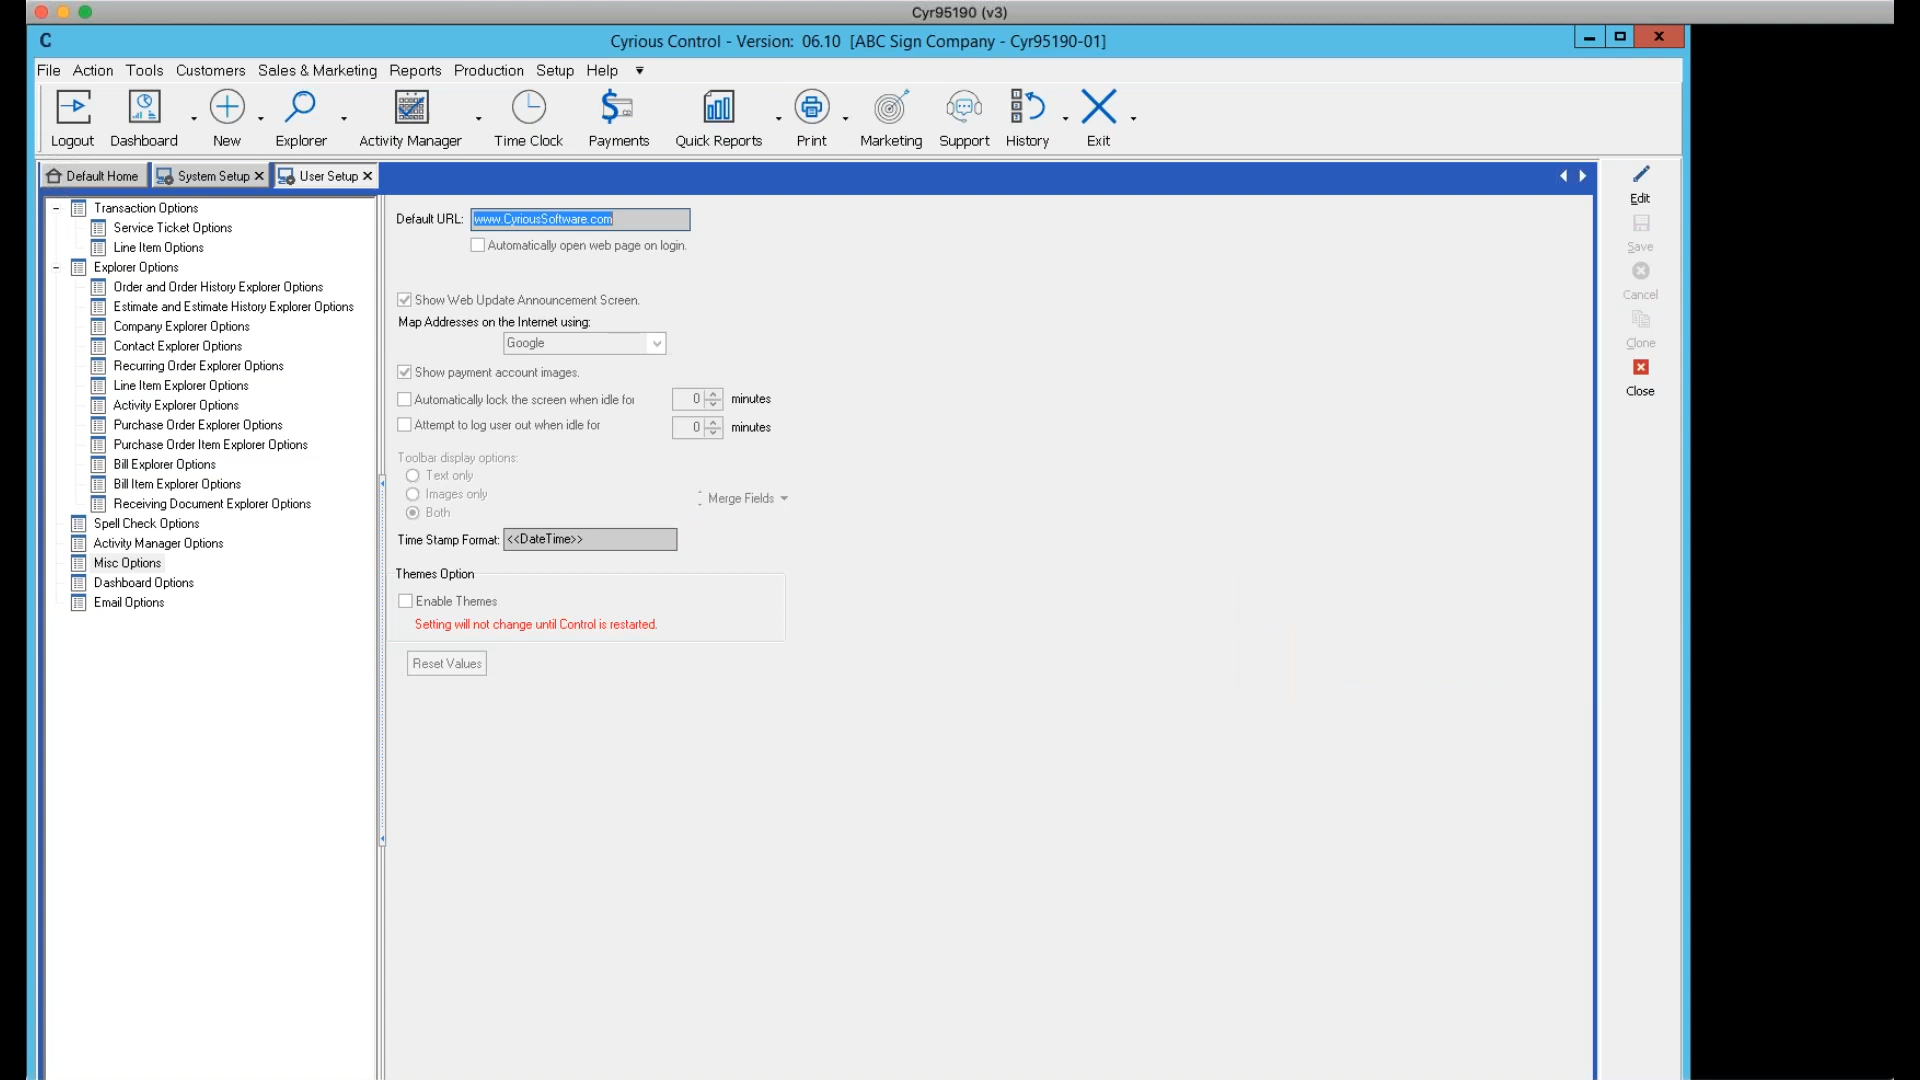 Cyr95190 (v3)
C
Cyrious Control - Version: 06.10 [ABC Sign Company - Cyr95190-01]
File Action Tools Customers Sales & Marketing Reports Production Setup Help
Logout Dashboard New Explorer Activity Manager Time Clock Payments Quick Reports Print Marketing Support History Exit
Default Home System Setup User Setup
Transaction Options
Service Ticket Options
Line Item Options
Explorer Options
Order and Order History Explorer Options
Estimate and Estimate History Explorer Options
Company Explorer Options
Contact Explorer Options
Recurring Order Explorer Options
Line Item Explorer Options
Activity Explorer Options
Purchase Order Explorer Options
Purchase Order Item Explorer Options
Bill Explorer Options
Bill Item Explorer Options
Receiving Document Explorer Options
Spell Check Options
Activity Manager Options
Misc Options
Dashboard Options
Email Options
Default URL: www.CyriousSoftware.com
Automatically open web page on login.
Show Web Update Announcement Screen.
Map Addresses on the Internet using:
Google
Show payment account images.
Automatically lock the screen when idle for 0 minutes
Attempt to log user out when idle for 0 minutes
Toolbar display options:
Text only
Images only
Both
Merge Fields
Time Stamp Format: <<DateTime>>
Themes Option
Enable Themes
Setting will not change until Control is restarted.
Reset Values
Edit
Save
Cancel
Clone
Close